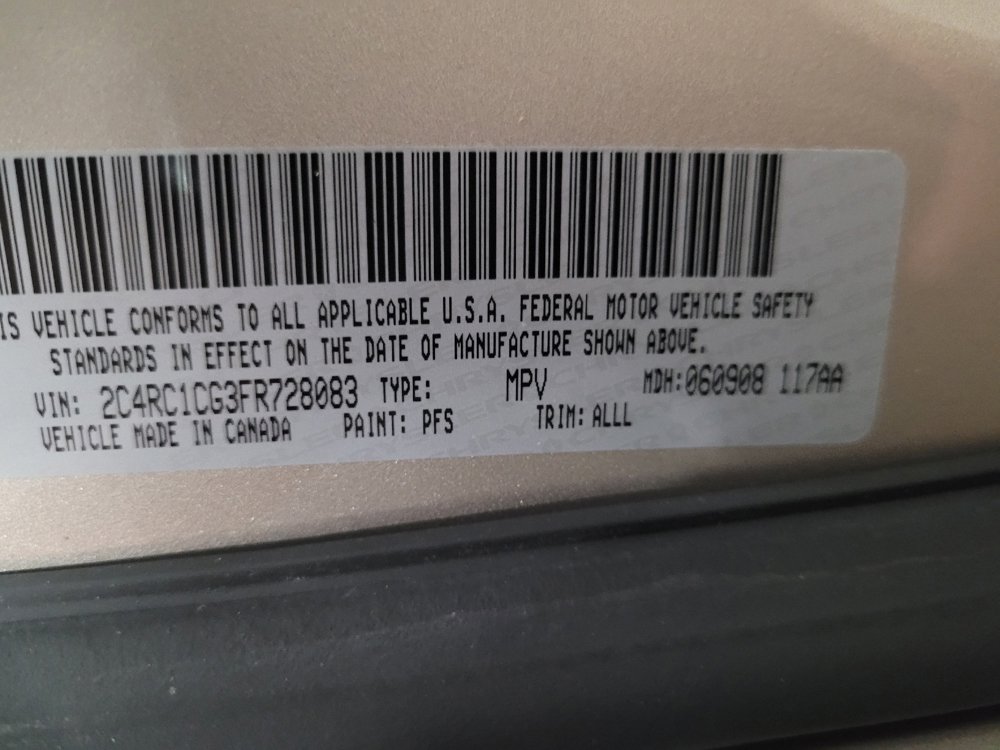 IS VEHICLE CONFORMS TO ALL APPLICABLE U.S.A. FEDERAL MOTOR VEHICLE SAFETY
STANDARDS IN EFFECT ON THE DATE OF MANUFACTURE SHOWN ABOVE.
VIN: 2C4RC1CG3FR728083 TYPE: MPV MDH:060908 117AA
VEHICLE MADE IN CANADA PAINT: PFS TRIM: ALLL